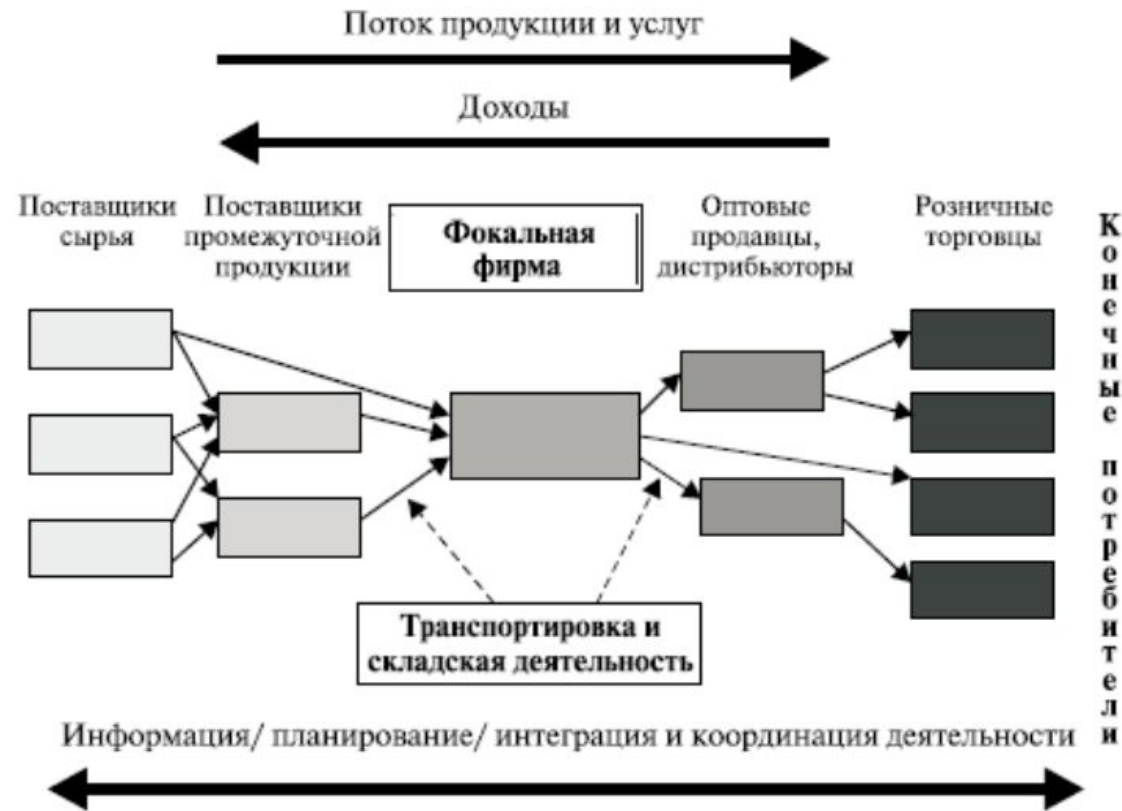 Поток продукции и услуг
Доходы
Поставщики
сырья
Поставщики
промежуточной
продукции
Фокальная
фирма
Оптовые
продавцы,
дистрибьюторы
Розничные
торговцы
Конечные потребители
Транспортировка и
складская деятельность
Информация/ планирование/ интеграция и координация деятельности